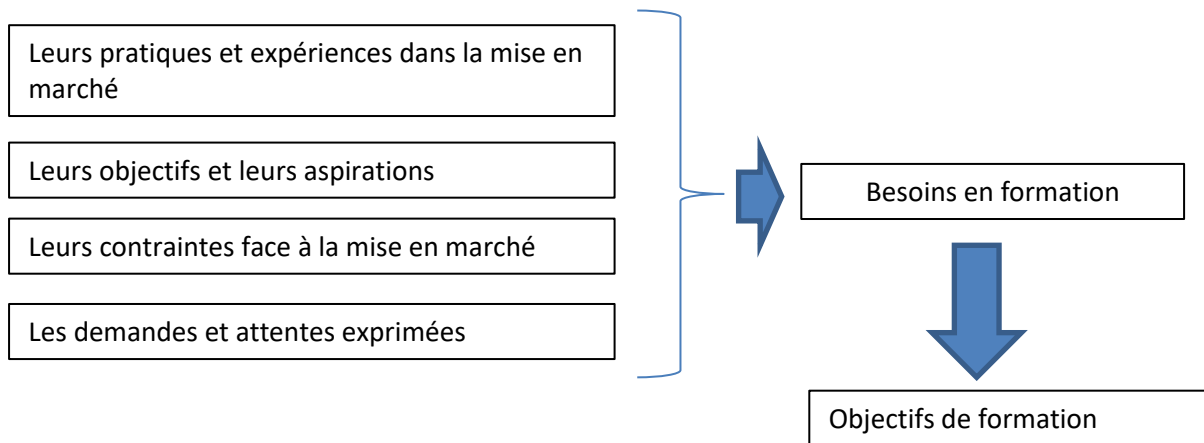 Leurs pratiques et expériences dans la mise en
marché
Leurs objectifs et leurs aspirations
Leurs contraintes face à la mise en marché
Les demandes et attentes exprimées
Besoins en formation
Objectifs de formation